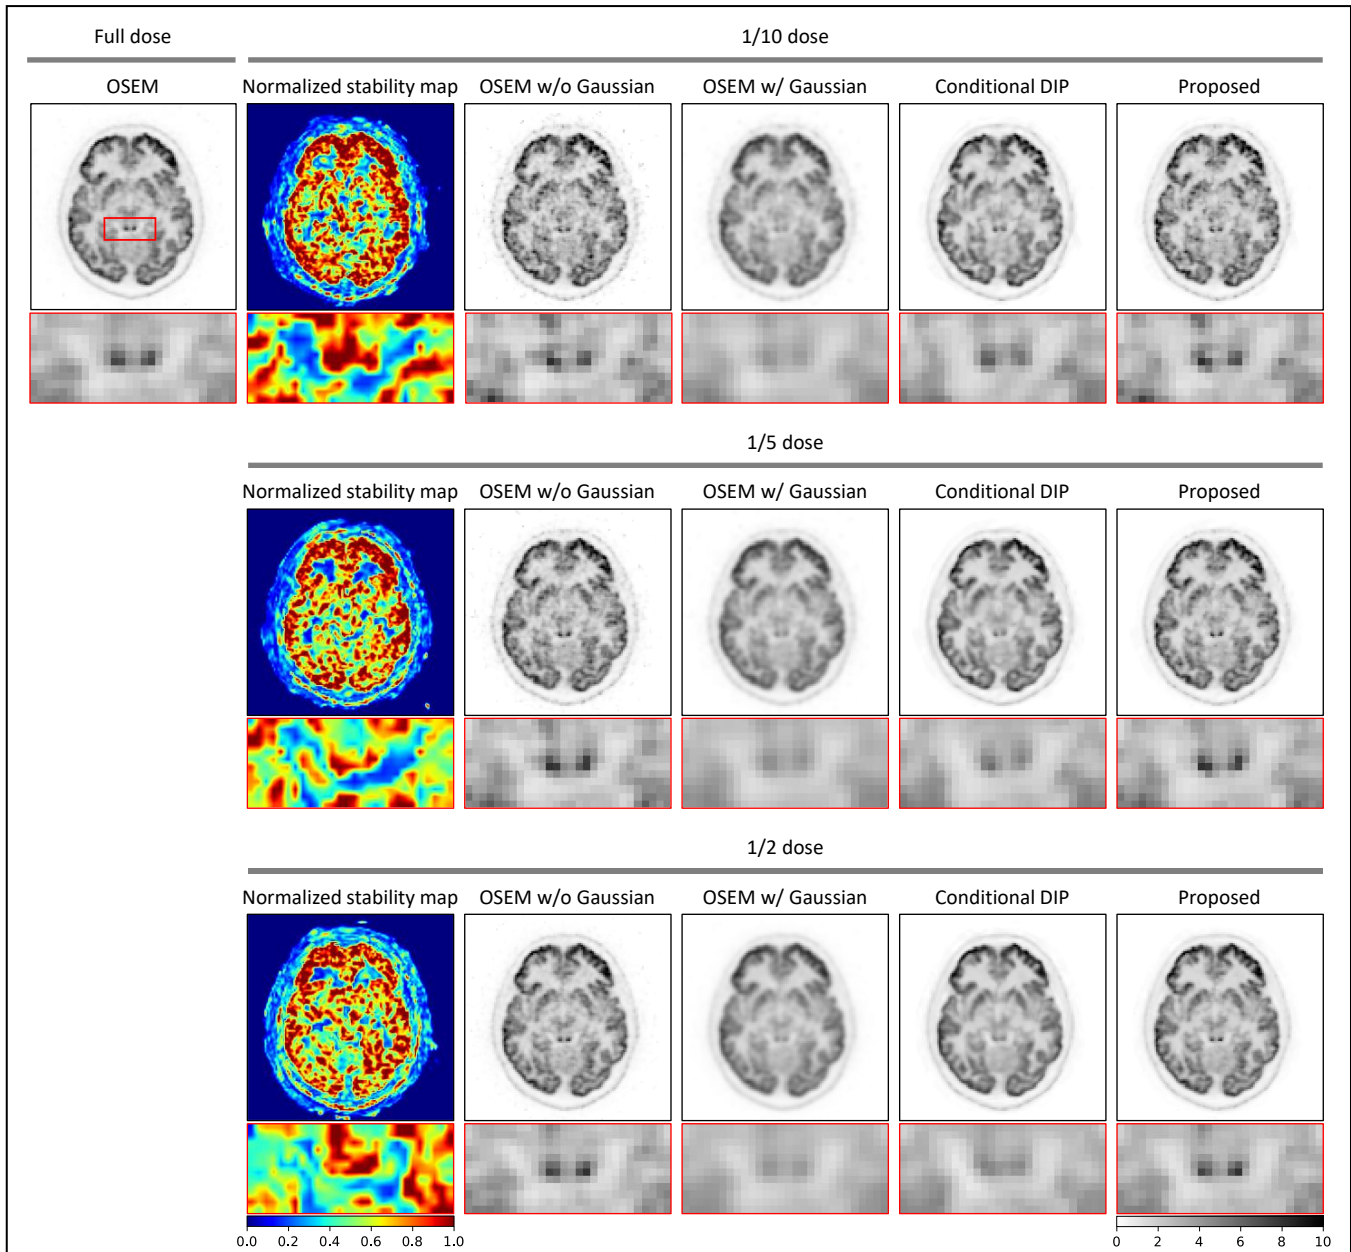 Full dose
1/10 dose
OSEM
Normalized stability map
OSEM w/o Gaussian
OSEM w/ Gaussian
Conditional DIP
Proposed
1/5 dose
Normalized stability map
OSEM w/o Gaussian
OSEM w/ Gaussian
Conditional DIP
Proposed
1/2 dose
Normalized stability map
OSEM w/o Gaussian
OSEM w/ Gaussian
Conditional DIP
Proposed
0.0 0.2 0.4 0.6 0.8 1.0
0 2 4 6 8 10